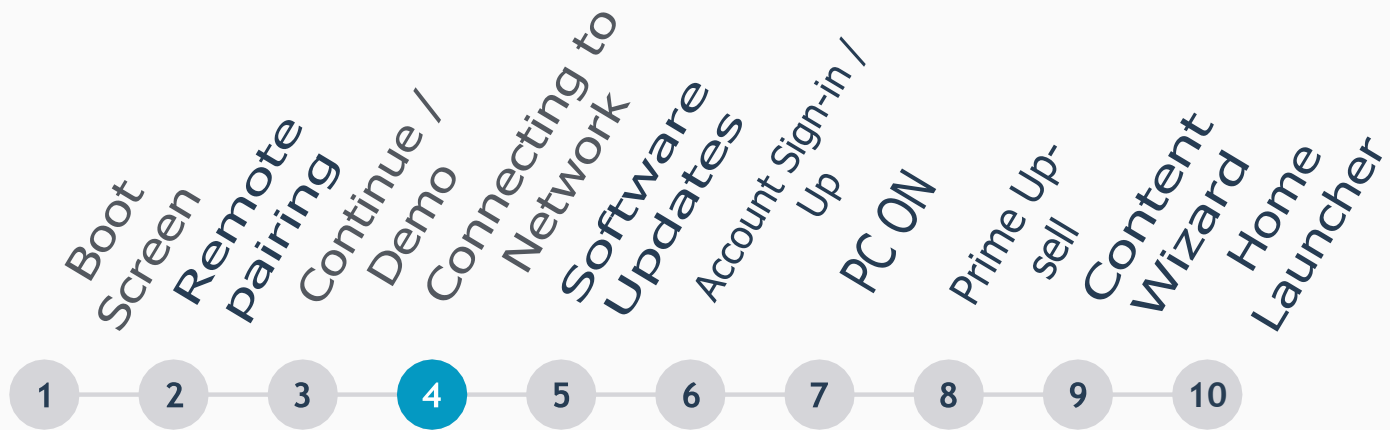 Boot
Screen
Remote
pairing
Continue /
Demo
Connecting to
Network
Software
Updates
Account Sign-in /
Up
PC ON
Prime Up-
sell
Content
Wizard
Home
Launcher
1
2
3
4
5
6
7
8
9
10